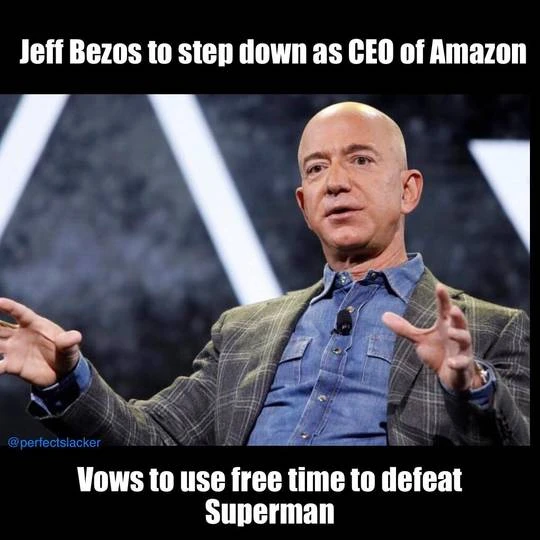 Jeff Bezos to step down as CEO of Amazon
@perfectslacker
Vows to use free time to defeat
Superman